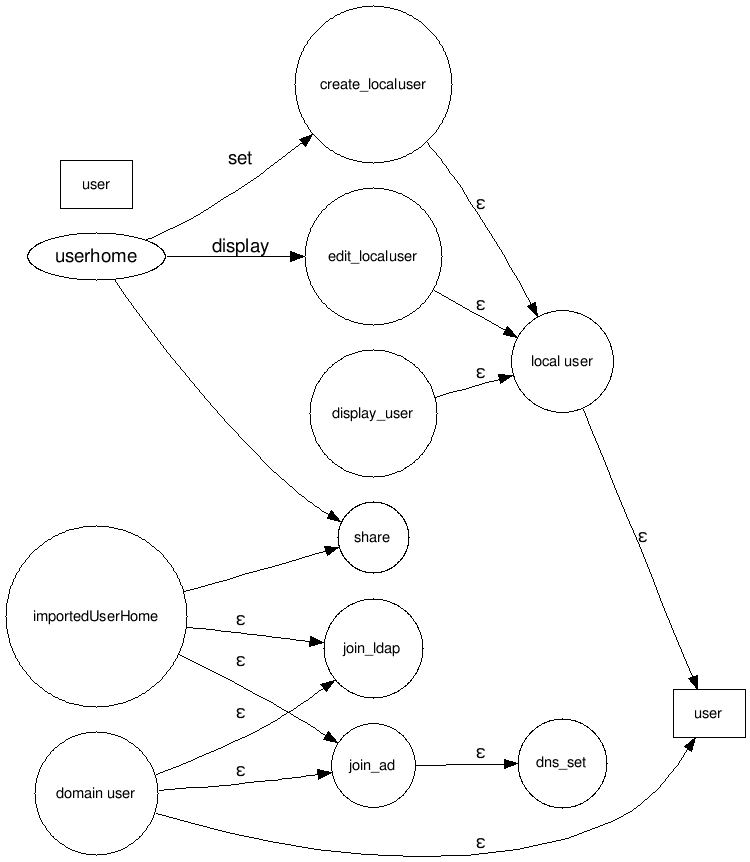 create_localuser
set
user
ε
userhome
display
edit_localuser
ε
local user
ε
display_user
share
ε
importedUserHome
ε
join_ldap
ε
ε
user
ε
join_ad
ε
dns_set
domain user
ε